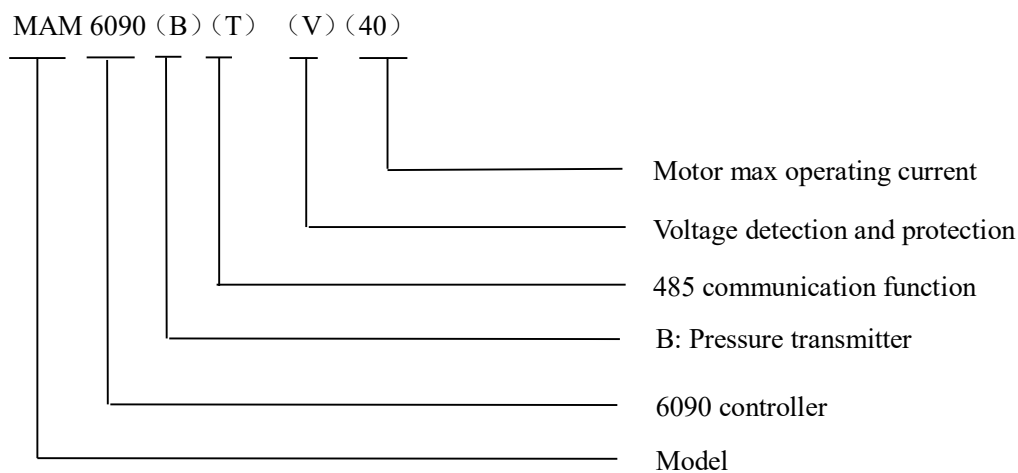 MAM 6090（B）（T） （V）（40）
Motor max operating current
Voltage detection and protection
485 communication function
B: Pressure transmitter
6090 controller
Model